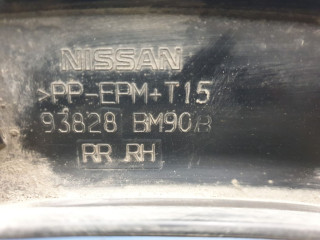 NISSAN
>PP-EPM+T15
93828 BM90A
RR RH